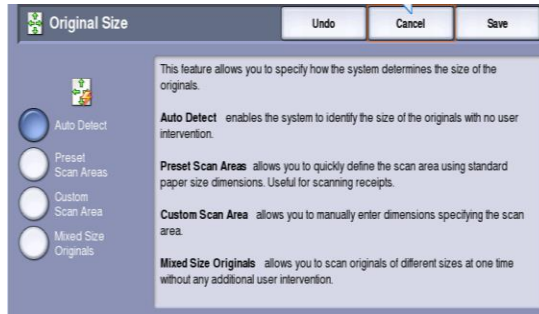 Original Size
Undo
Cancel
Save
Auto Detect
Preset
Scan Areas
Custom
Scan Area
Mixed Size
Originals
This feature allows you to specify how the system determines the size of the
originals.
Auto Detect enables the system to identify the size of the originals with no user
intervention.
Preset Scan Areas allows you to quickly define the scan area using standard
paper size dimensions. Useful for scanning receipts.
Custom Scan Area allows you to manually enter dimensions specifying the scan
area.
Mixed Size Originals allows you to scan originals of different sizes at one time
without any additional user intervention.